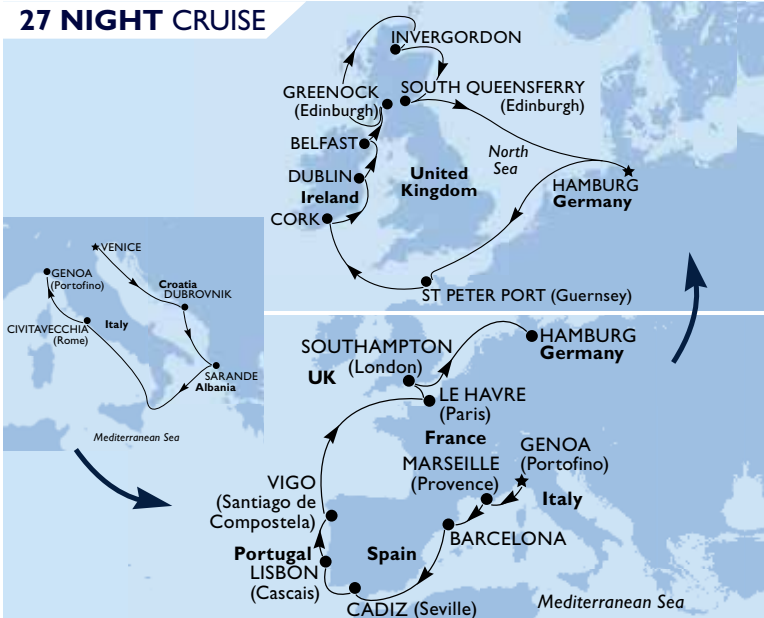 27 NIGHT CRUISE
INVERGORDON
GREENOCK
(Edinburgh)
SOUTH QUEENSFERRY
(Edinburgh)
BELFAST
North
Sea
United
Kingdom
DUBLIN
Ireland
HAMBURG
Germany
CORK
ST PETER PORT (Guernsey)
VENICE
GENOA
(Portofino)
Croatia
DUBROVNIK
CIVITAVECCHIA
(Rome)
Italy
SARANDE
Albania
Mediterranean Sea
SOUTHAMPTON
(London)
UK
HAMBURG
Germany
LE HAVRE
(Paris)
France
GENOA
(Portofino)
MARSEILLE
(Provence)
Italy
VIGO
(Santiago de
Compostela)
BARCELONA
Portugal
Spain
LISBON
(Cascais)
CADIZ (Seville)
Mediterranean Sea